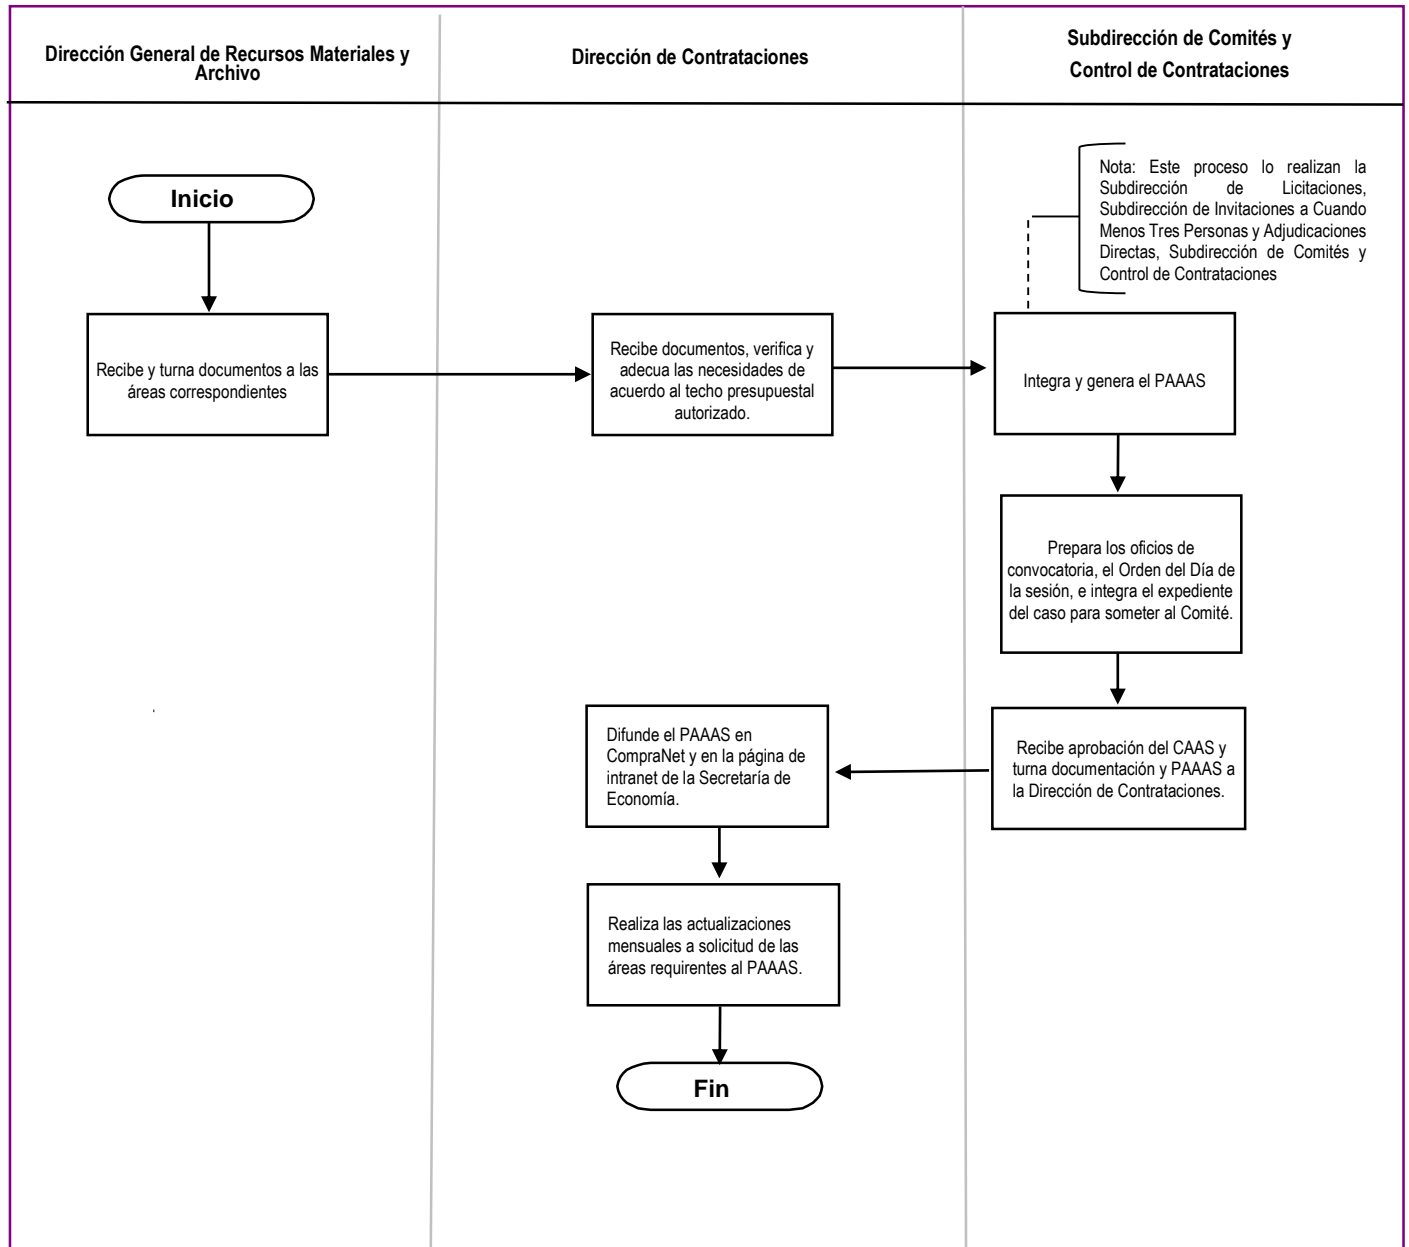 Dirección General de Recursos Materiales y
Archivo
Dirección de Contrataciones
Subdirección de Comités y
Control de Contrataciones
Inicio
Nota: Este proceso lo realizan la
Subdirección de Licitaciones,
Subdirección de Invitaciones a Cuando
Menos Tres Personas y Adjudicaciones
Directas, Subdirección de Comités y
Control de Contrataciones
Recibe y turna documentos a las
áreas correspondientes
Recibe documentos, verifica y
adecua las necesidades de
acuerdo al techo presupuestal
autorizado.
Integra y genera el PAAAS
Prepara los oficios de
convocatoria, el Orden del Día de
la sesión, e integra el expediente
del caso para someter al Comité.
Recibe aprobación del CAAS y
turna documentación y PAAAS a
la Dirección de Contrataciones.
Difunde el PAAAS en
CompraNet y en la página de
intranet de la Secretaría de
Economía.
Realiza las actualizaciones
mensuales a solicitud de las
áreas requirentes al PAAAS.
Fin